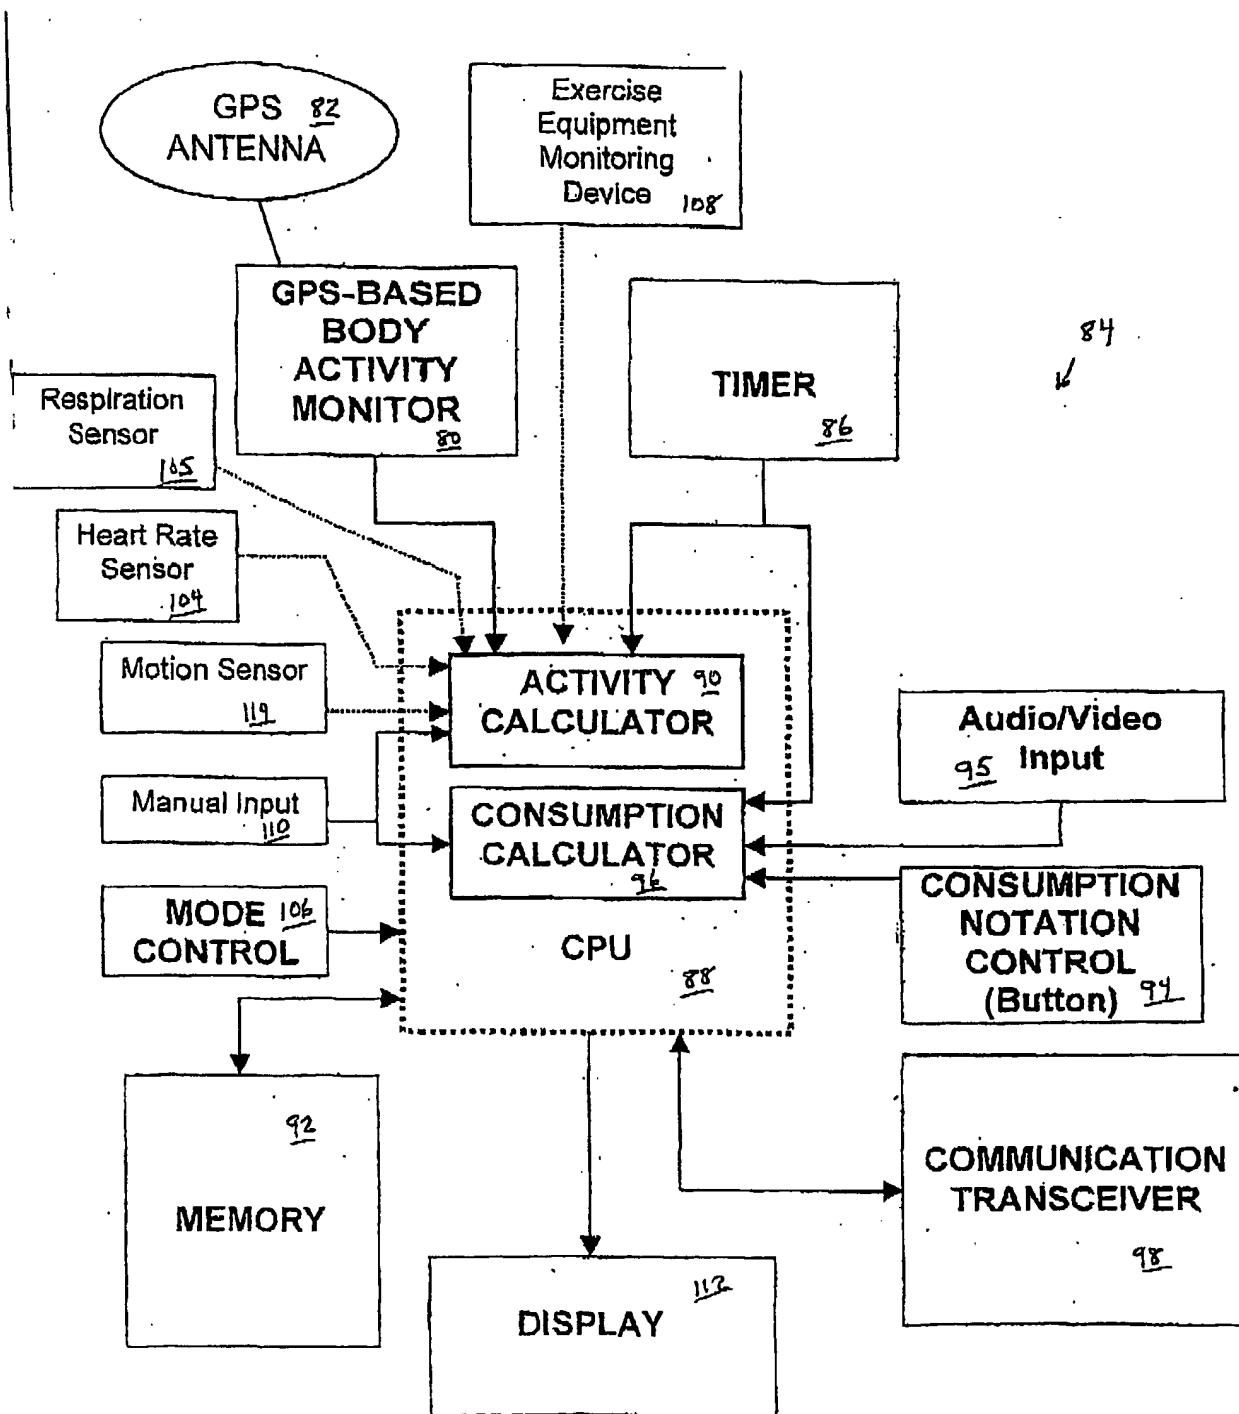 GPS 82
ANTENNA
Exercise
Equipment
Monitoring
Device
108
GPS-BASED
BODY
ACTIVITY
MONITOR
80
TIMER
86
84
Respiration
Sensor
105
Heart Rate
Sensor
104
Motion Sensor
119
Manual Input
110
MODE 106
CONTROL
ACTIVITY 90
CALCULATOR
CONSUMPTION
CALCULATOR
96
CPU
88
Audio/Video
95 Input
CONSUMPTION
NOTATION
CONTROL
(Button) 94
92
MEMORY
COMMUNICATION
TRANSCEIVER
98
112
DISPLAY